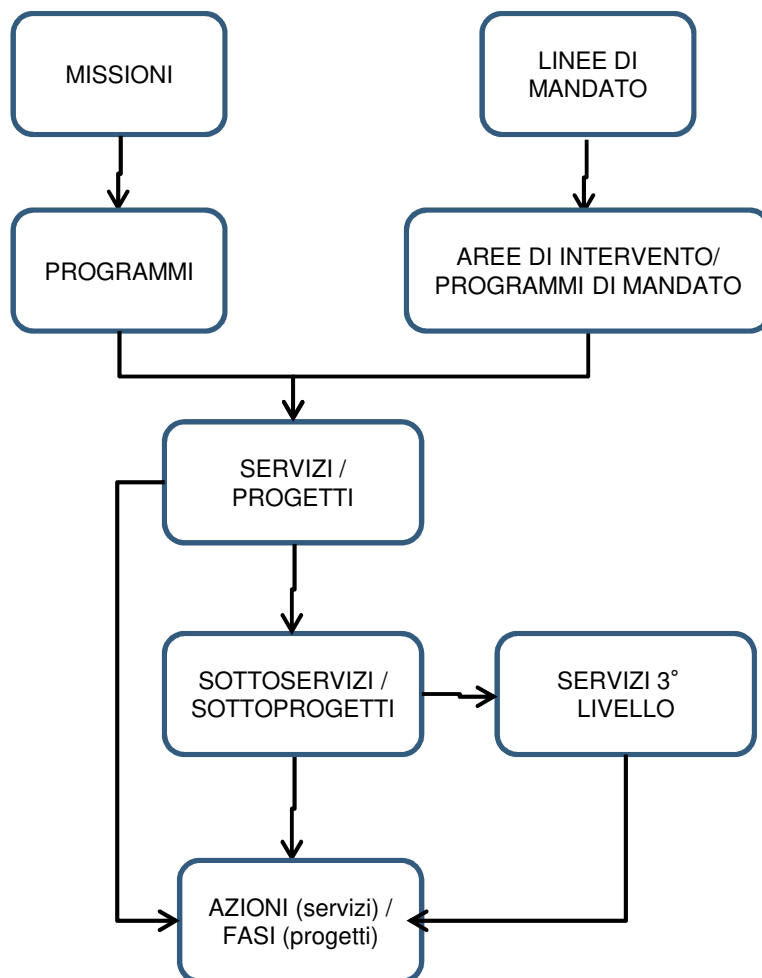 MISSIONI
LINEE DI
MANDATO
PROGRAMMI
AREE DI INTERVENTO/
PROGRAMMI DI MANDATO
SERVIZI /
PROGETTI
SOTTOSERVIZI /
SOTTOPROGETTI
SERVIZI 3°
LIVELLO
AZIONI (servizi) /
FASI (progetti)